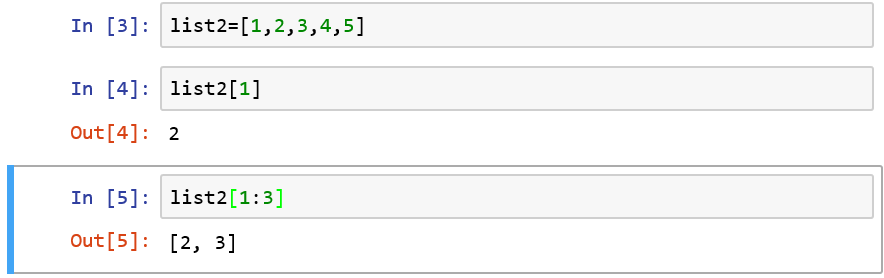 In [3]: list2=[1,2,3,4,5]
In [4]: list2[1]
Out[4]: 2
In [5]: list2[1:3]
Out[5]: [2, 3]